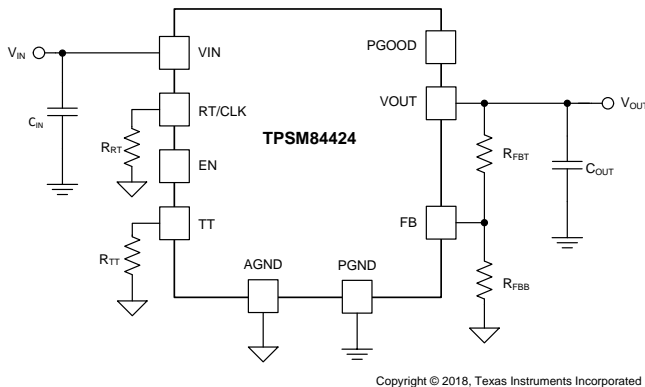 VIN
VIN
CIN
RT/CLK
RRT
EN
TT
RTT
AGND
PGND
TPSM84424
PGOOD
VOUT
VOUT
RFBT
COUT
FB
RFBB
Copyright © 2018, Texas Instruments Incorporated